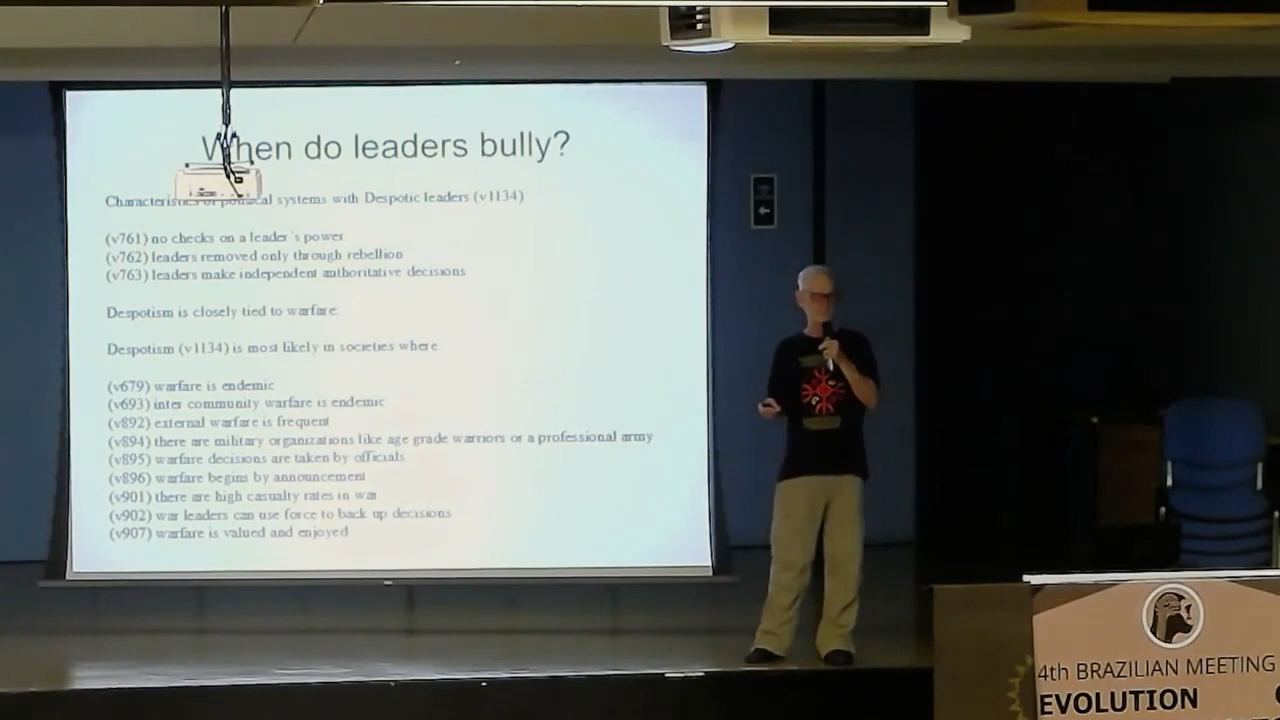 When do leaders bully?
Characteristics of political systems with Despotic leaders (v1134)
(v761) no checks on a leader's power
(v762) leaders removed only through rebellion
(v763) leaders make independent authoritative decisions
Despotism is closely tied to warfare:
Despotism (v1134) is most likely in societies where
(v679) warfare is endemic
(v693) inter community warfare is endemic
(v892) external warfare is frequent
(v894) there are military organizations like age grade warriors or a professional army
(v895) warfare decisions are taken by officials
(v896) warfare begins by announcement
(v901) there are high casualty rates in war
(v902) war leaders can use force to back up decisions
(v907) warfare is valued and enjoyed
4th BRAZILIAN MEETING
EVOLUTION